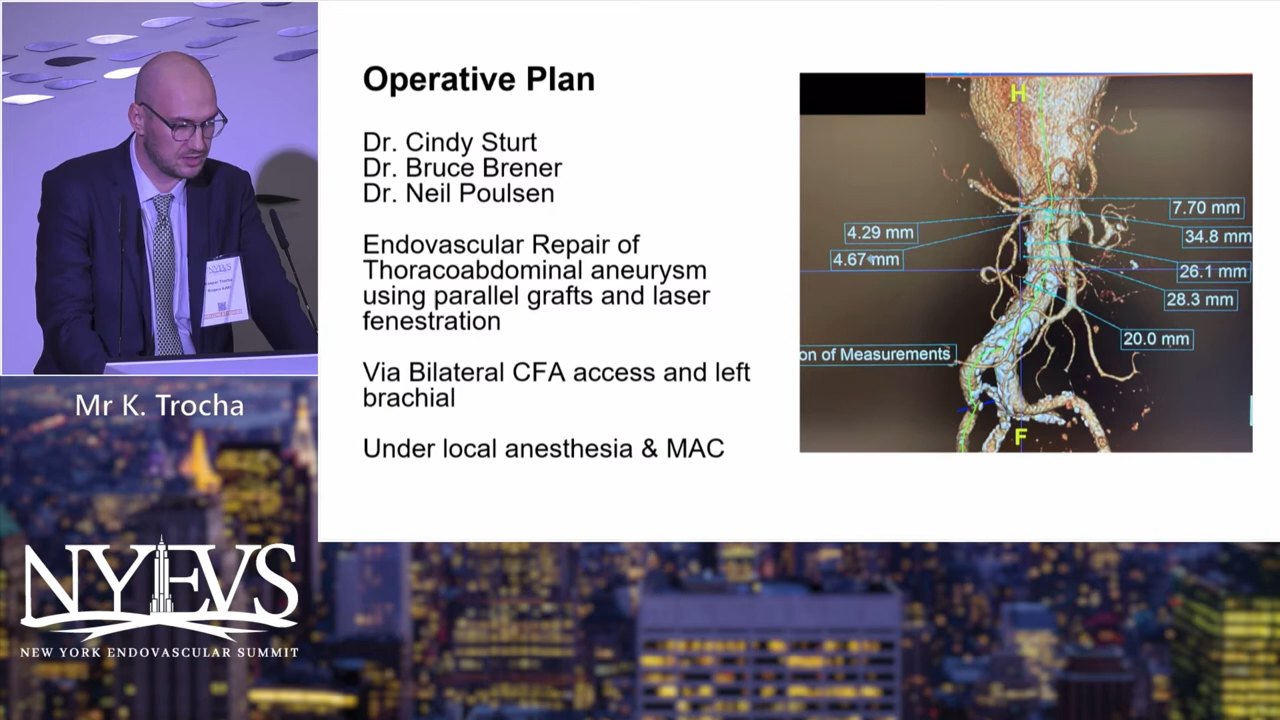 Operative Plan
Dr. Cindy Sturt
Dr. Bruce Brener
Dr. Neil Poulsen
Endovascular Repair of
Thoracoabdominal aneurysm
using parallel grafts and laser
fenestration
Via Bilateral CFA access and left
brachial
Under local anesthesia & MAC
H
7.70 mm
4.29 mm
34.8 mm
4.67 mm
26.1 mm
28.3 mm
20.0 mm
on of Measurements
F
Mr K. Trocha
NYEVS
NEW YORK ENDOVASCULAR SUMMIT